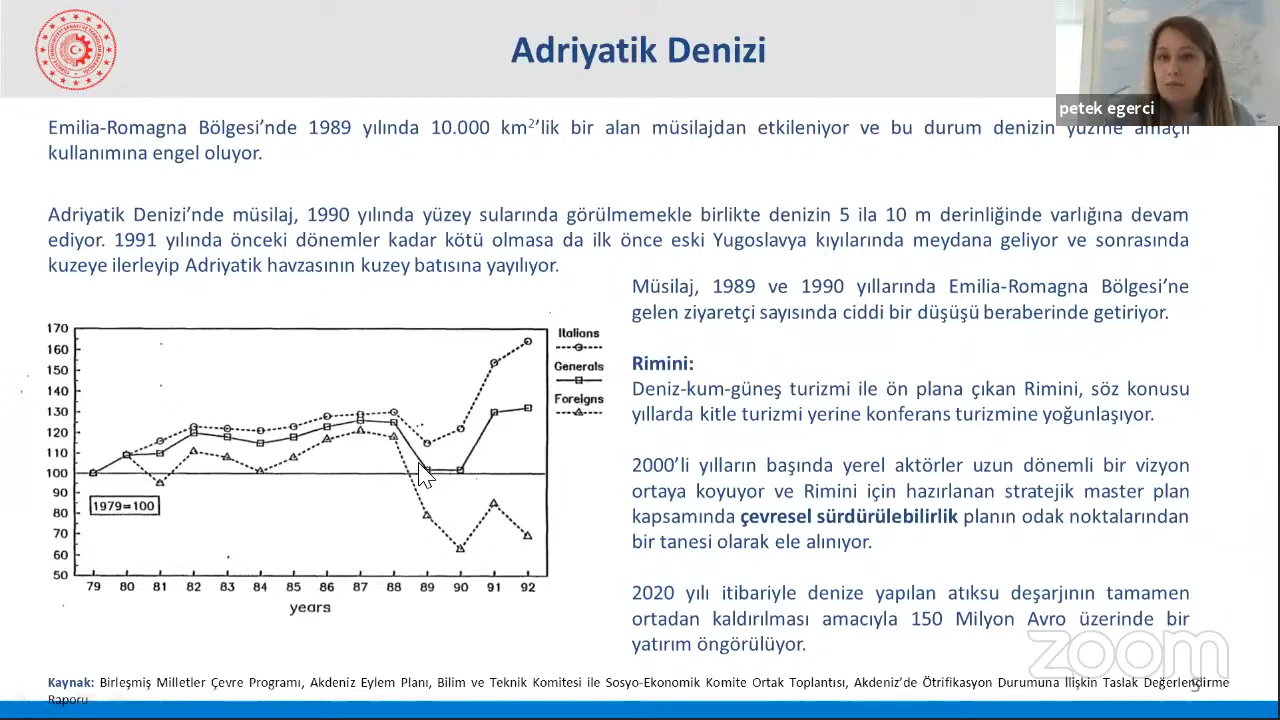 Adriyatik Denizi
petek egerci
Emilia-Romagna Bölgesi’nde 1989 yılında 10.000 km²’lik bir alan müsilajdan etkileniyor ve bu durum denizin yüzme amaçlı
kullanımına engel oluyor.
Adriyatik Denizi’nde müsilaj, 1990 yılında yüzey sularında görülmemekle birlikte denizin 5 ila 10 m derinliğinde varlığına devam
ediyor. 1991 yılında önceki dönemler kadar kötü olmasa da ilk önce eski Yugoslavya kıyılarında meydana geliyor ve sonrasında
kuzeye ilerleyip Adriyatik havzasının kuzey batısına yayılıyor.
170
160
150
140
130
120
110
100
90
80
70
60
50
79 80 81 82 83 84 85 86 87 88 89 90 91 92
years
1979=100
Italians
Generals
Foreigns
Müsilaj, 1989 ve 1990 yıllarında Emilia-Romagna Bölgesi’ne
gelen ziyaretçi sayısında ciddi bir düşüşü beraberinde getiriyor.
Rimini:
Deniz-kum-güneş turizmi ile ön plana çıkan Rimini, söz konusu
yıllarda kitle turizmi yerine konferans turizmine yoğunlaşıyor.
2000’li yılların başında yerel aktörler uzun dönemli bir vizyon
ortaya koyuyor ve Rimini için hazırlanan stratejik master plan
kapsamında çevresel sürdürülebilirlik planın odak noktalarından
bir tanesi olarak ele alınıyor.
2020 yılı itibariyle denize yapılan atıksu deşarjının tamamen
ortadan kaldırılması amacıyla 150 Milyon Avro üzerinde bir
yatırım öngörülüyor.
zoom
Kaynak: Birleşmiş Milletler Çevre Programı, Akdeniz Eylem Planı, Bilim ve Teknik Komitesi ile Sosyo-Ekonomik Komite Ortak Toplantısı, Akdeniz’de Ötrifikasyon Durumuna İlişkin Taslak Değerlendirme
Raporu